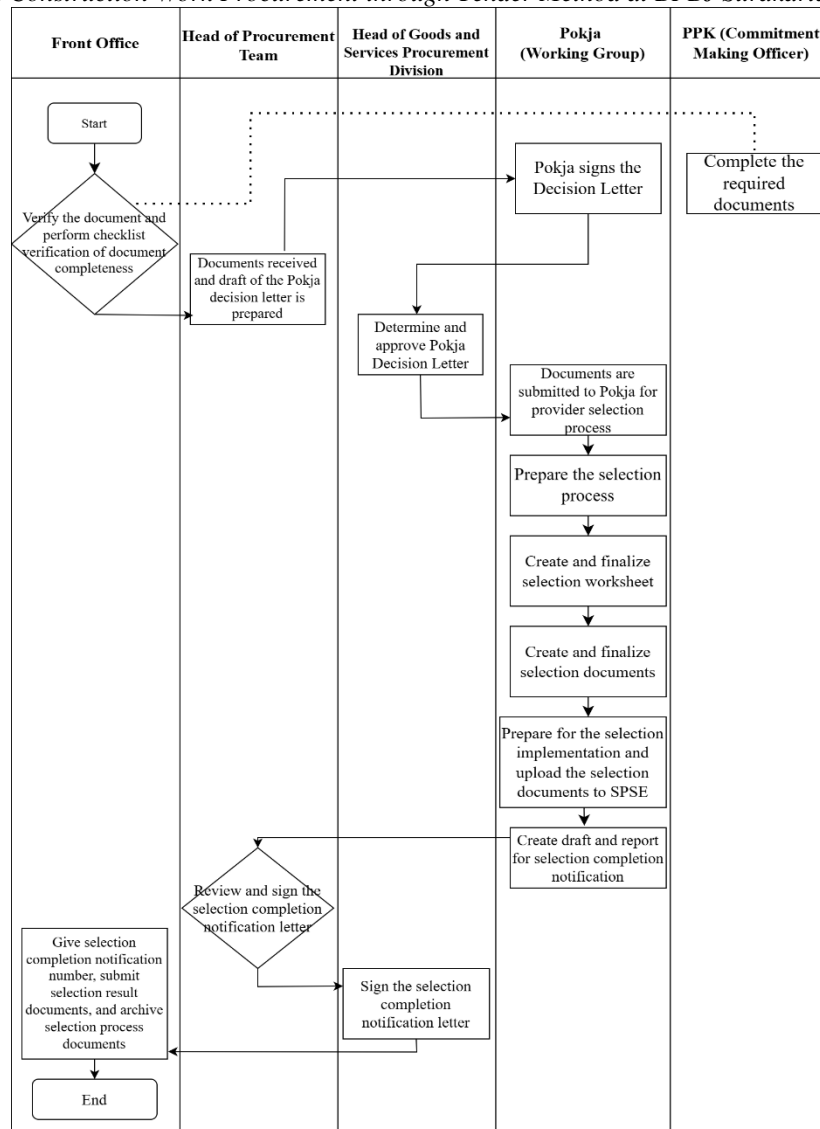 Construction Work Procurement through Tender Method at
Front Office
Head of Procurement
Team
Head of Goods and
Services Procurement
Division
Pokja
(Working Group)
PPK (Commitment
Making Officer)
Start
Verify the document and
perform checklist
verification of document
completeness
Documents received
and draft of the Pokja
decision letter is
prepared
Pokja signs the
Decision Letter
Complete the
required
documents
Determine and
approve Pokja
Decision Letter
Documents are
submitted to Pokja for
provider selection
process
Prepare the selection
process
Create and finalize
selection worksheet
Create and finalize
selection documents
Prepare for the selection
implementation and
upload the selection
documents to SPSE
Create draft and report
for selection completion
notification
Review and sign the
selection completion
notification letter
Sign the selection
completion
notification letter
Give selection
completion notification
number, submit
selection result
documents, and archive
selection process
documents
End